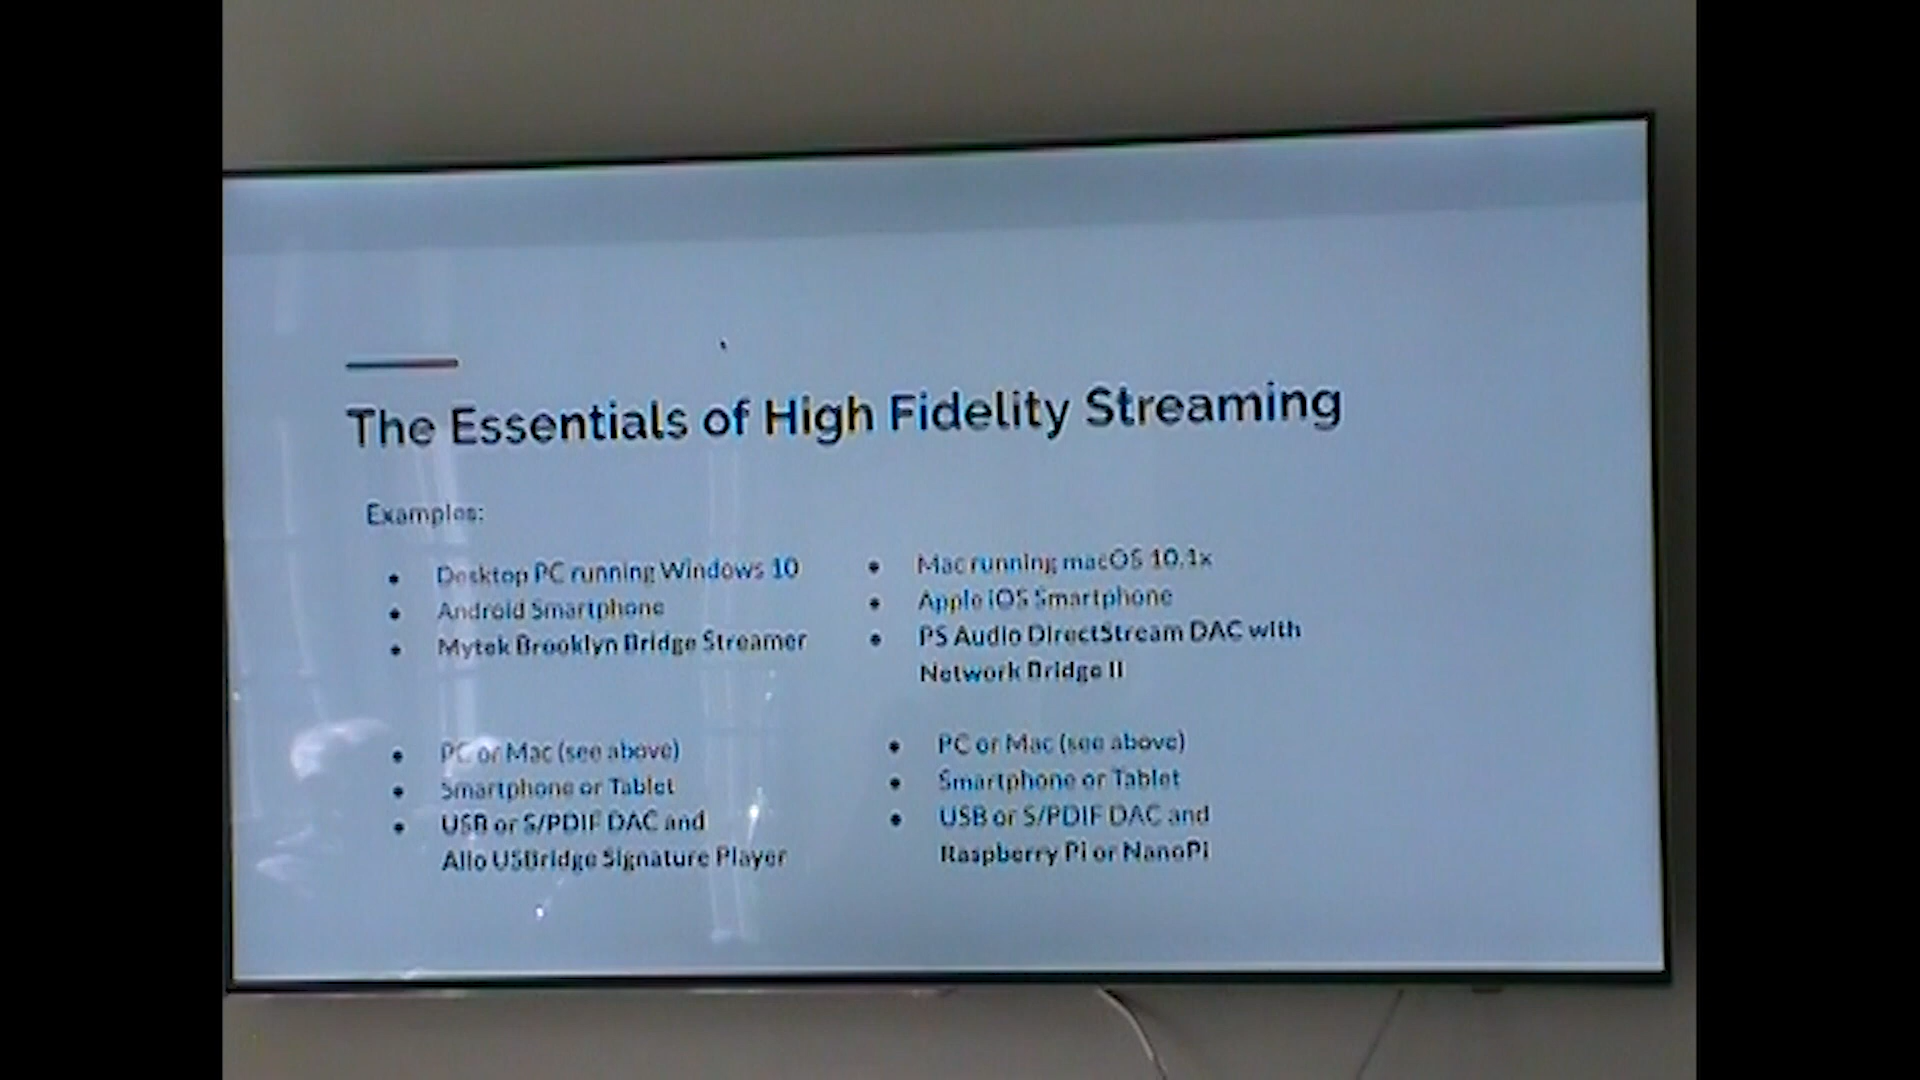 The Essentials of High Fidelity Streaming
Examples:
• Desktop PC running Windows 10
• Android Smartphone
• Mytek Brooklyn Bridge Streamer
• Mac running macOS 10.1x
• Apple iOS Smartphone
• PS Audio DirectStream DAC with
Network Bridge II
• PC or Mac (see above)
• Smartphone or Tablet
• USB or S/PDIF DAC and
Allo USBridge Signature Player
• PC or Mac (see above)
• Smartphone or Tablet
• USB or S/PDIF DAC and
Raspberry Pi or NanoPi